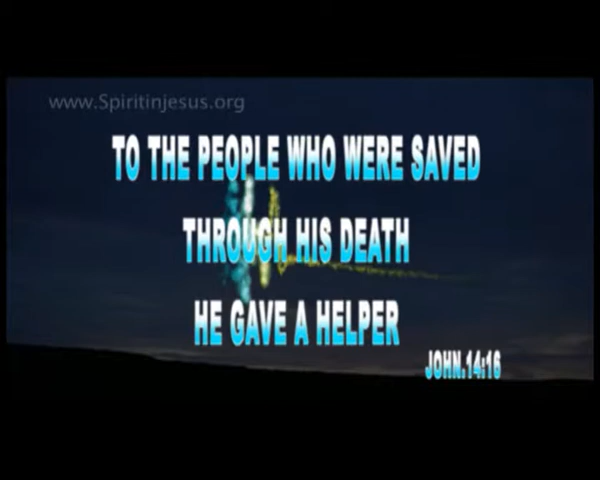 www.Spiritinjesus.org
TO THE PEOPLE WHO WERE SAVED
THROUGH HIS DEATH
HE GAVE A HELPER
JOHN.14:16